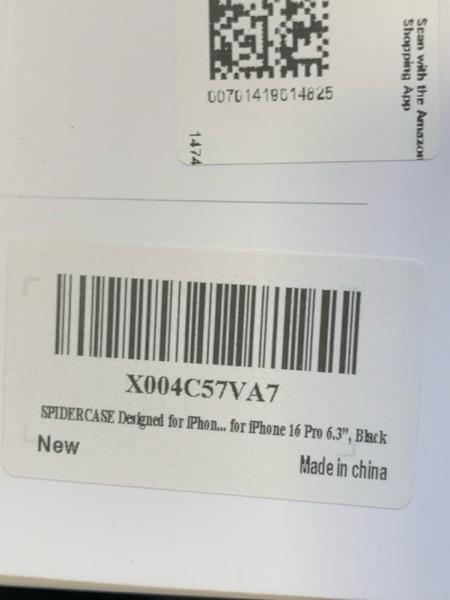 00701419614825
Scan with the Amazon
Shopping App
1474
X004C57VA7
SPIDERCASE Designed for iPhon... for iPhone 16 Pro 6.3", Black
New
Made in china